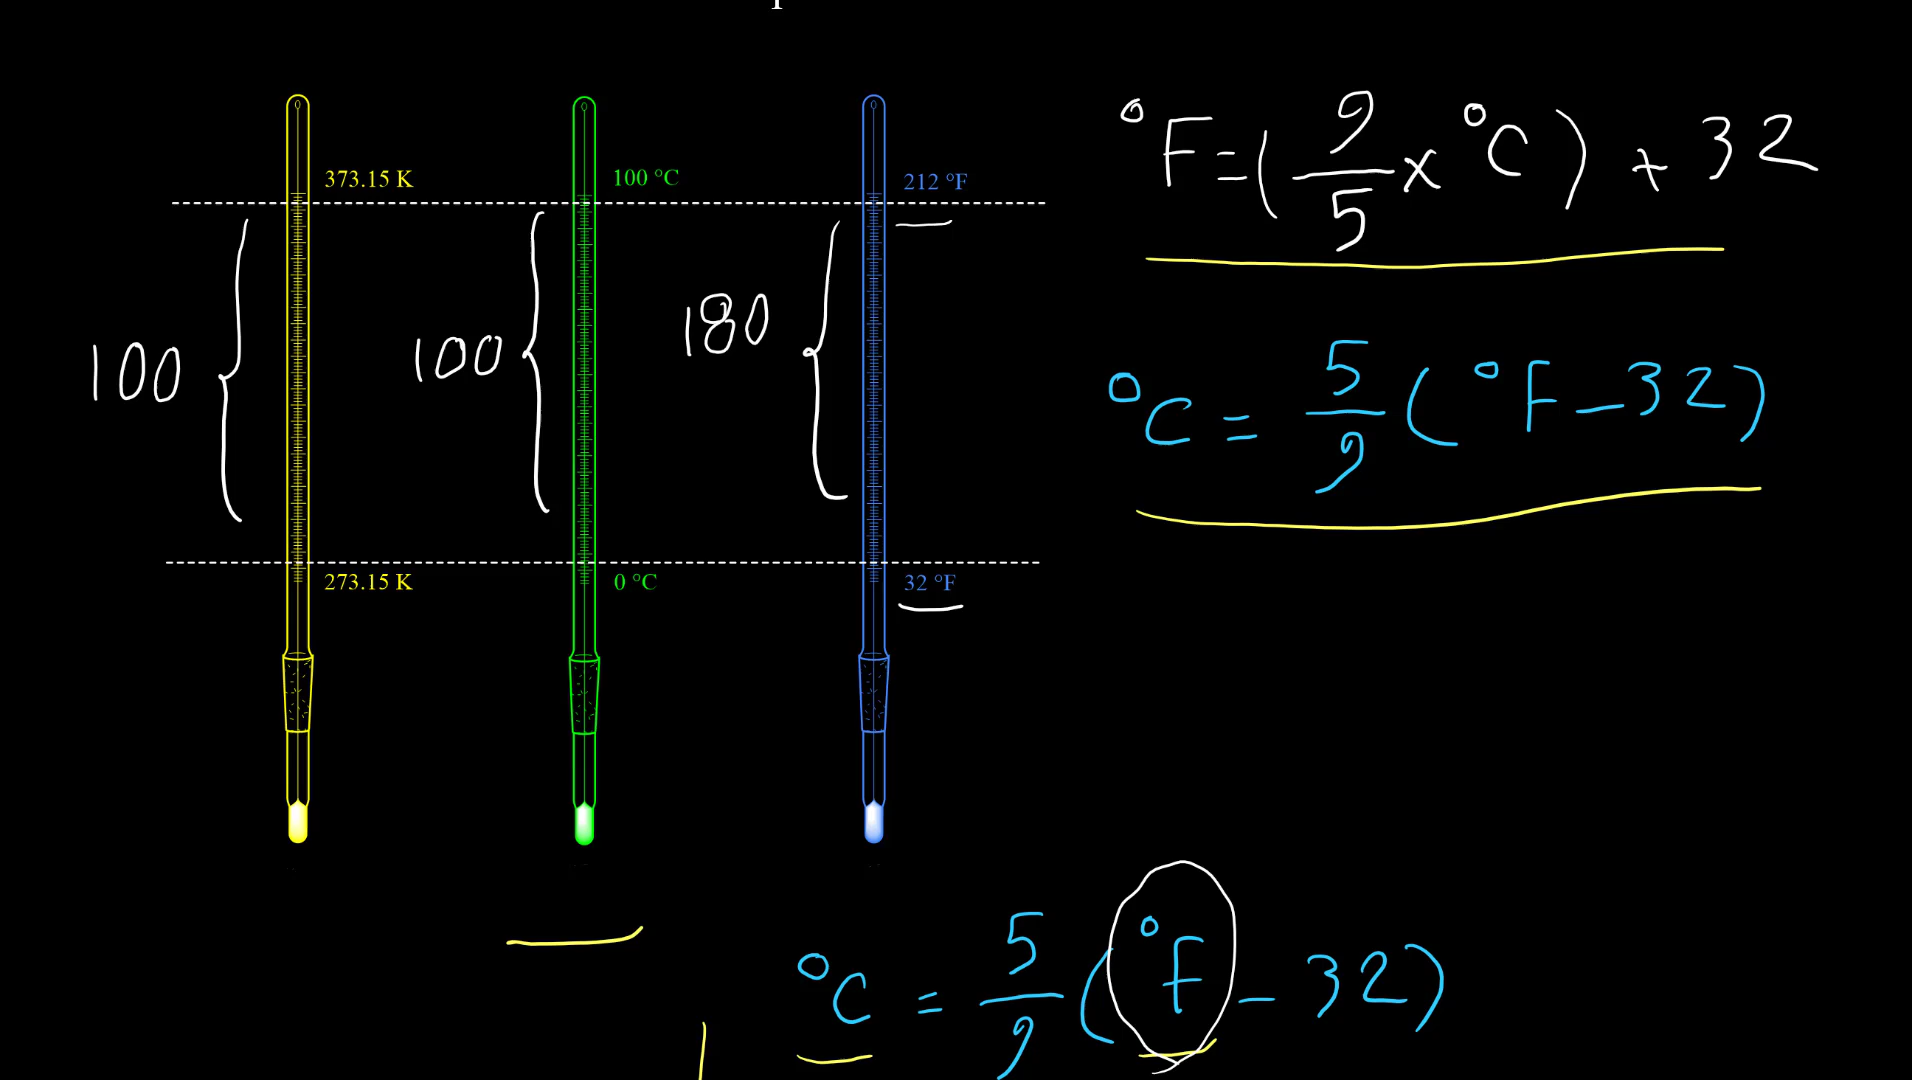 373.15 K
100 °C
212 °F
°F = (9/5 x °C) + 32
100
100
180
°C = 5/9 (°F - 32)
273.15 K
0 °C
32 °F
°C = 5/9 (°F - 32)